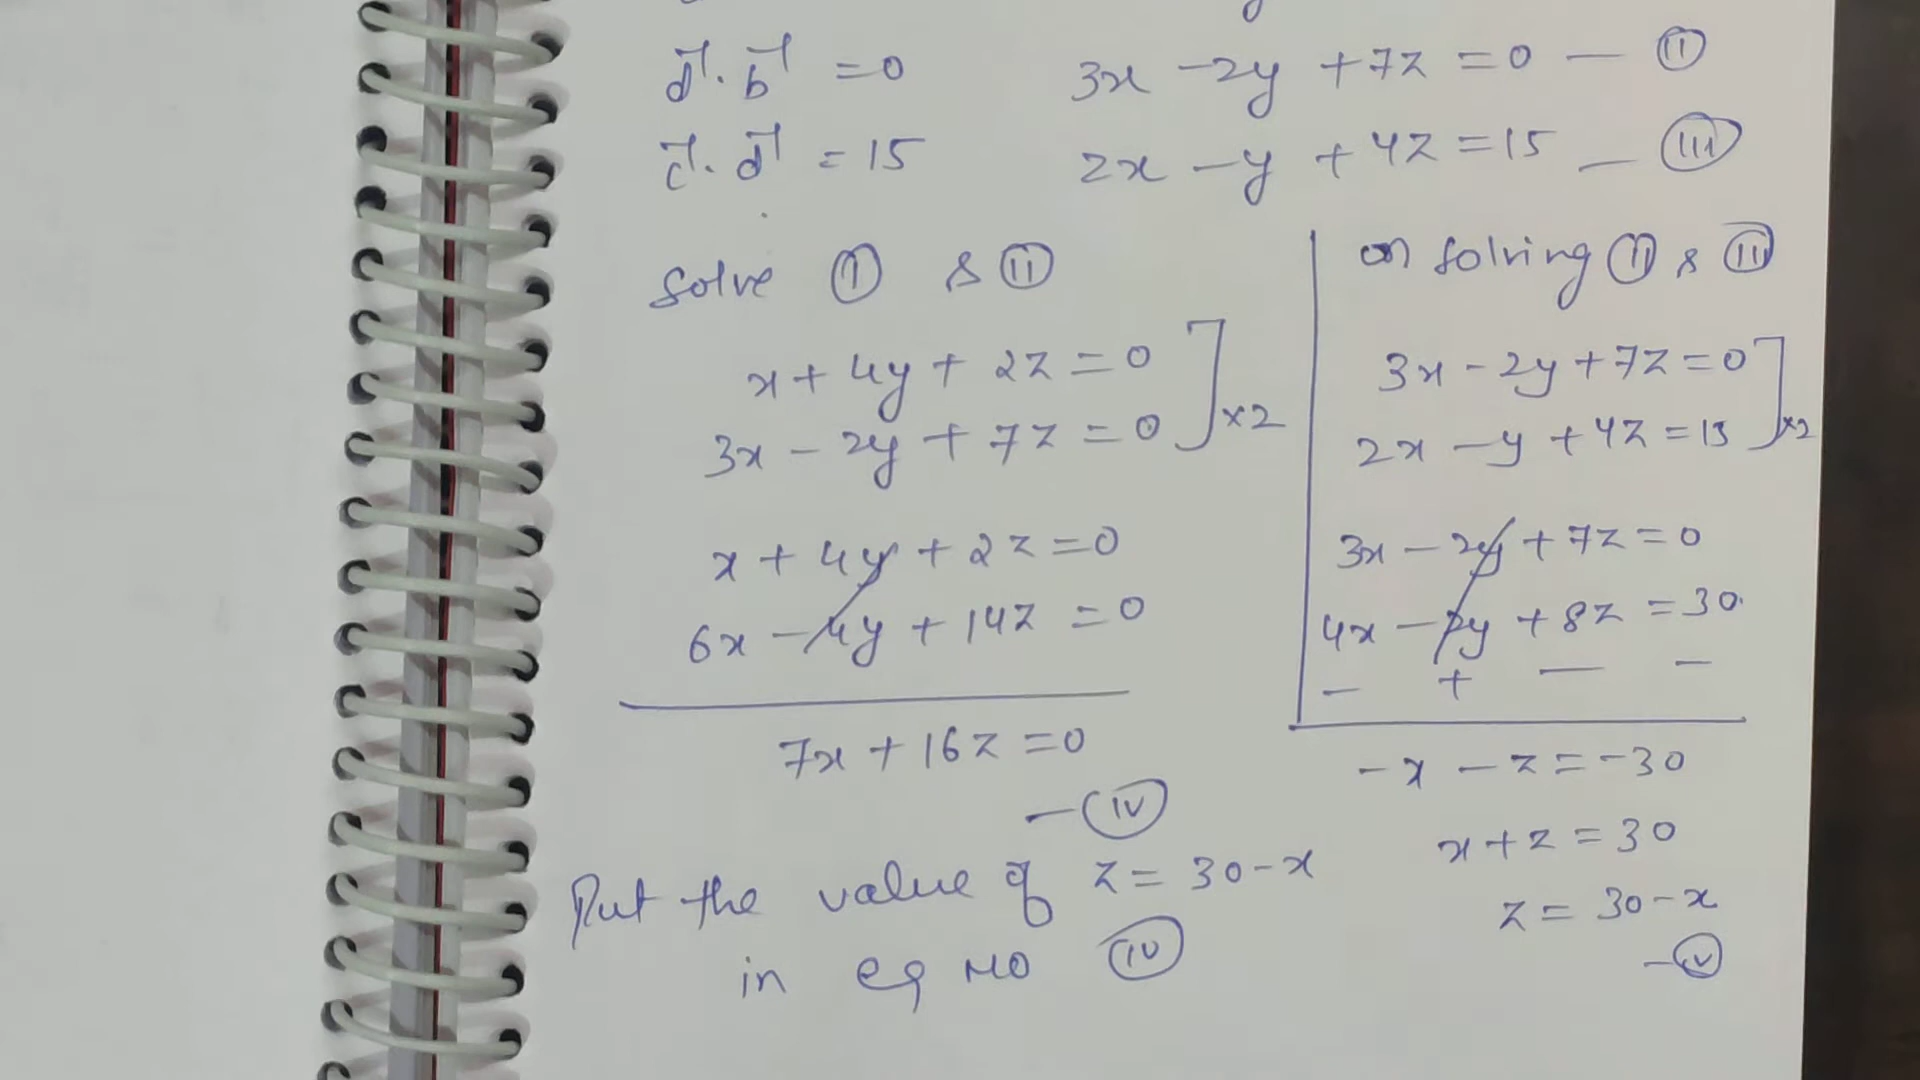 d⃗ . b⃗ = 0    3x - 2y + 7z = 0 — (II)
c⃗ . d⃗ = 15    2x - y + 4z = 15 — (III)
Solve (I) & (II)
x + 4y + 2z = 0
3x - 2y + 7z = 0 ] x2
x + 4y + 2z = 0
6x - 4y + 14z = 0
7x + 16z = 0
— (IV)
Put the value of z = 30 - x
in eq no (IV)
on solving (II) & (III)
3x - 2y + 7z = 0
2x - y + 4z = 15 ] x2
3x - 2y + 7z = 0
4x - 2y + 8z = 30
- + - -
-x - z = -30
x + z = 30
z = 30 - x
— (V)